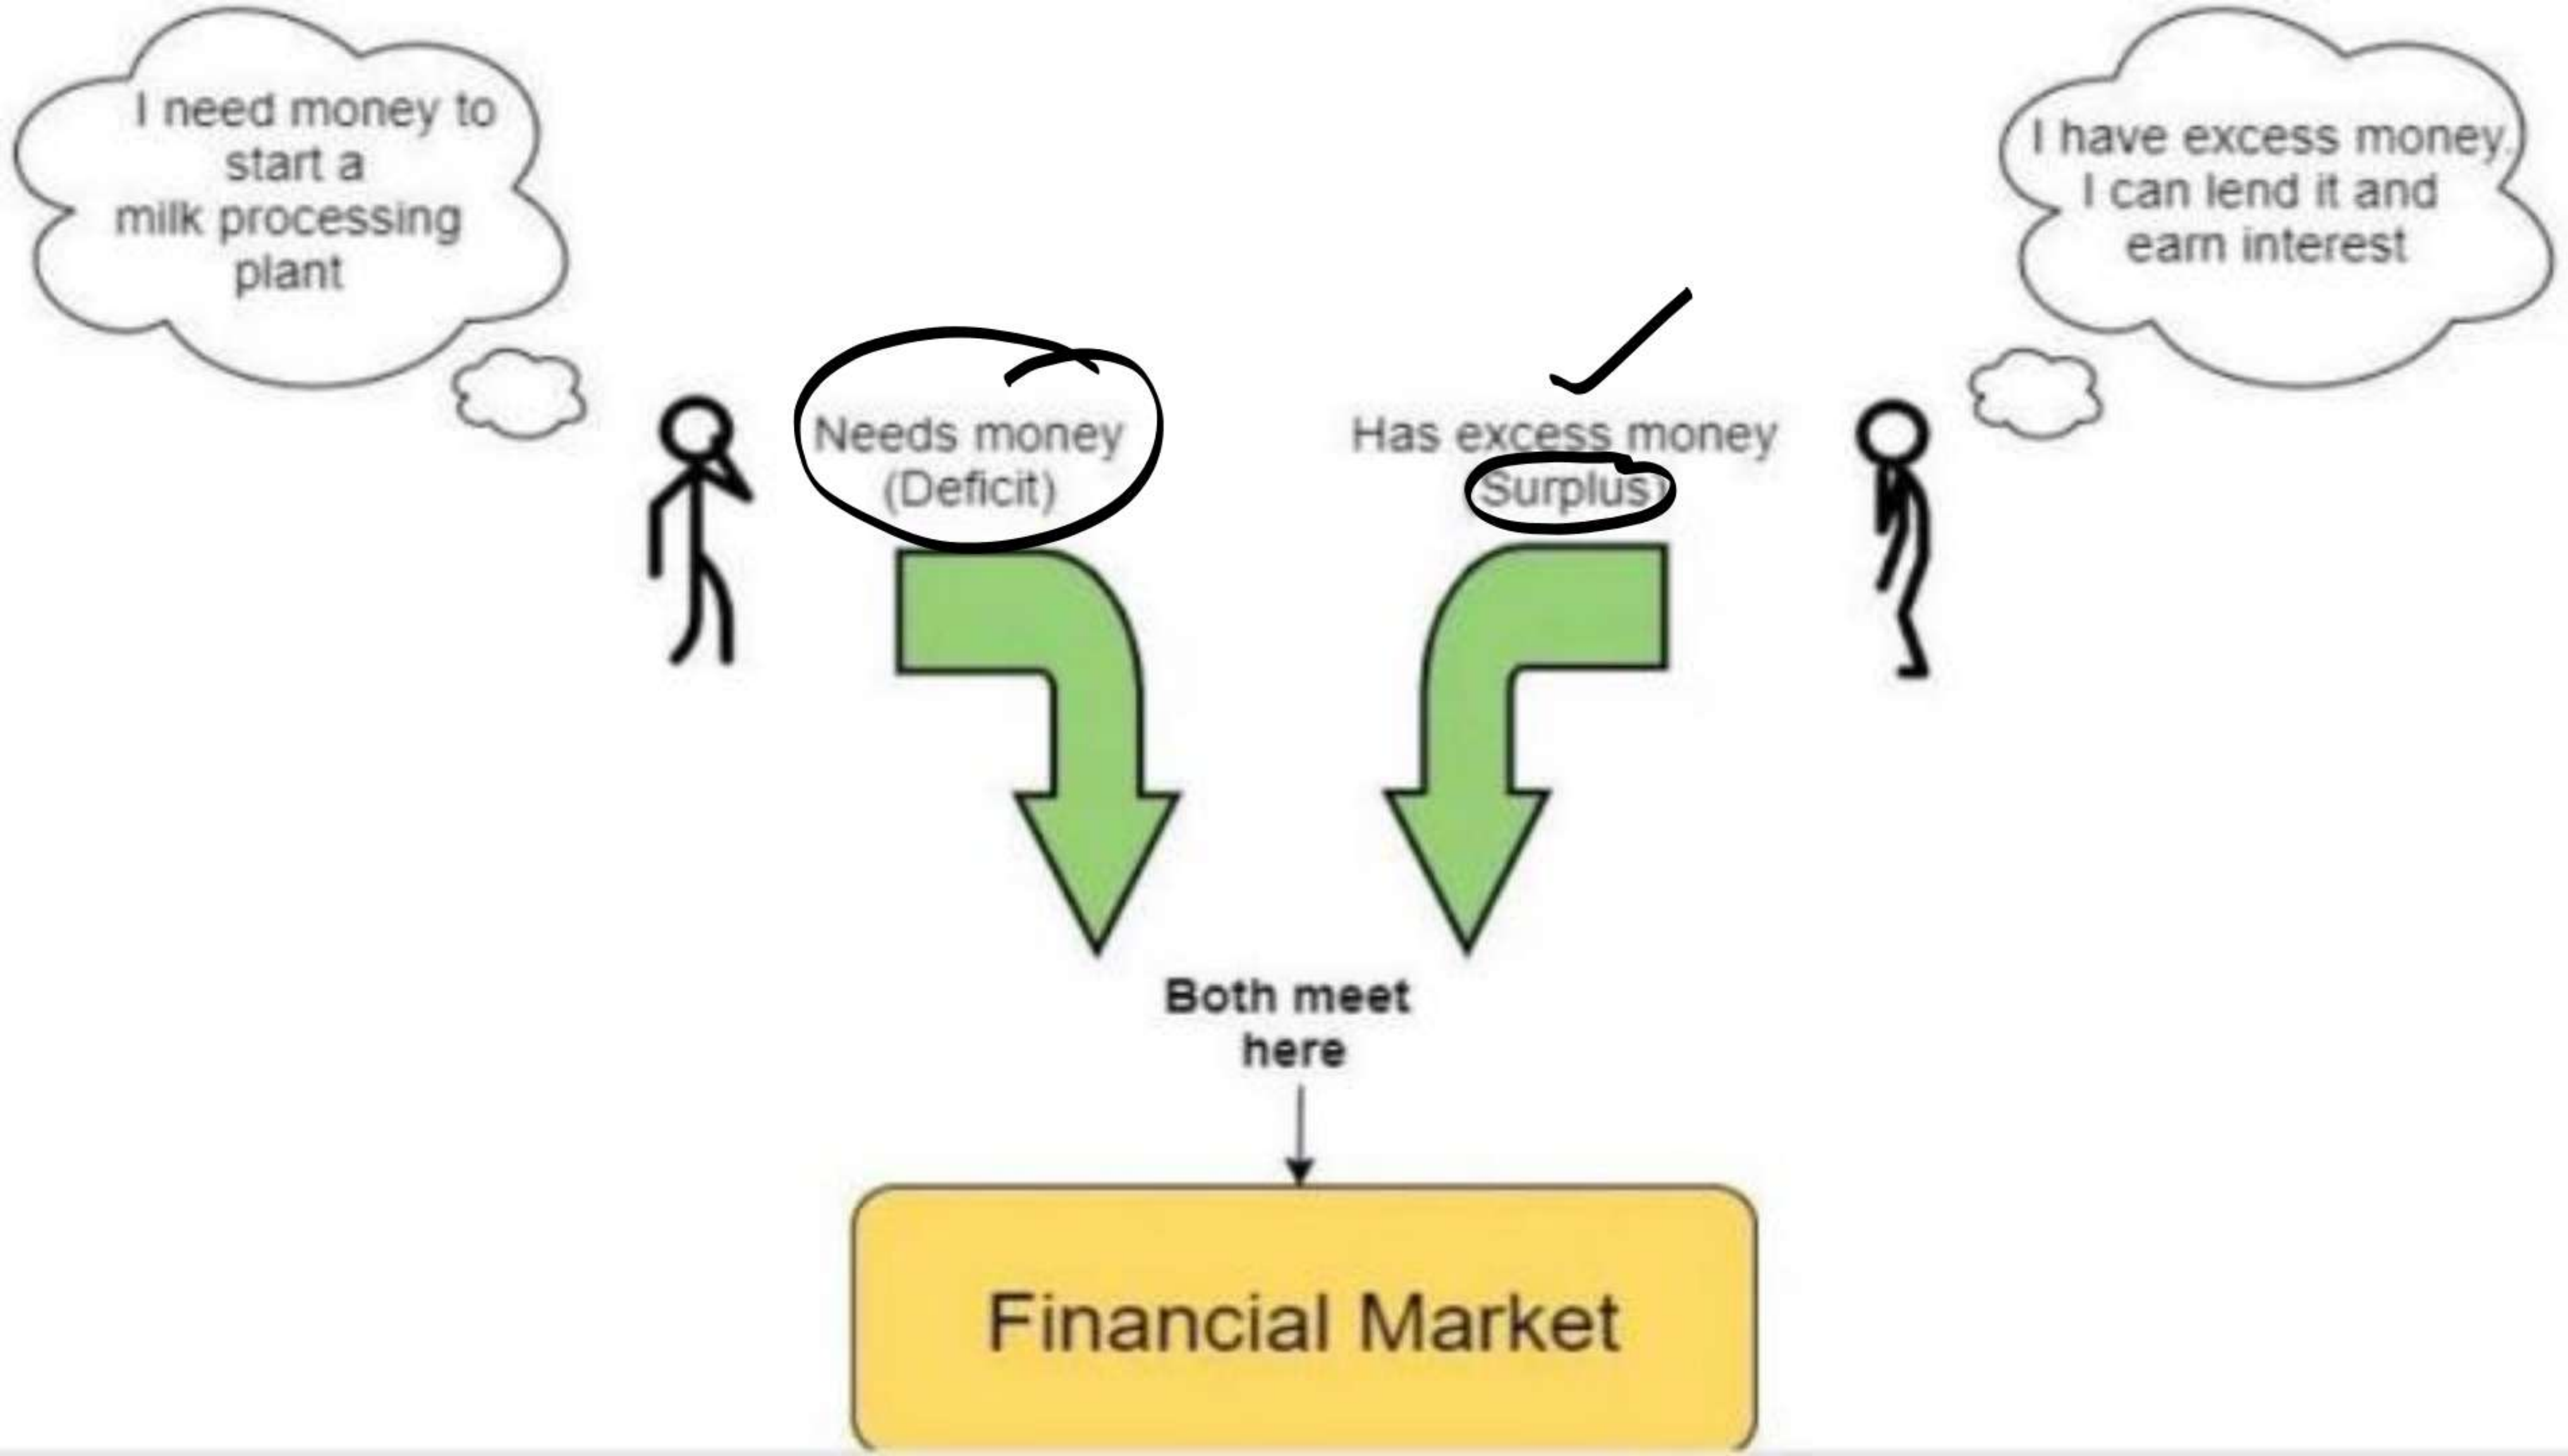 I need money to
start a
milk processing
plant
I have excess money.
I can lend it and
earn interest
Needs money
(Deficit)
Has excess money
(Surplus)
Both meet
here
Financial Market